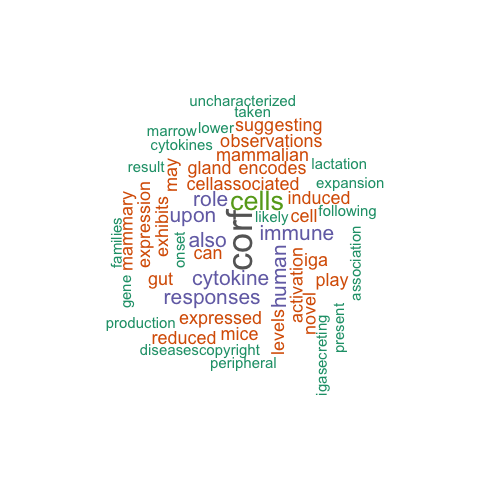 uncharacterized
taken
marrow
lower
suggesting
cytokines
observations
mammalian
result
may
gland
encodes
lactation
cellassociated
expansion
families
mammary
expression
exhibits
role
cells
induced
upon
corf
likely
cell
following
onset
also
immune
can
gene
gut
cytokine
human
activation
iga
play
association
responses
novel
production
expressed
levels
present
reduced
mice
igasecreting
diseasescopyright
peripheral